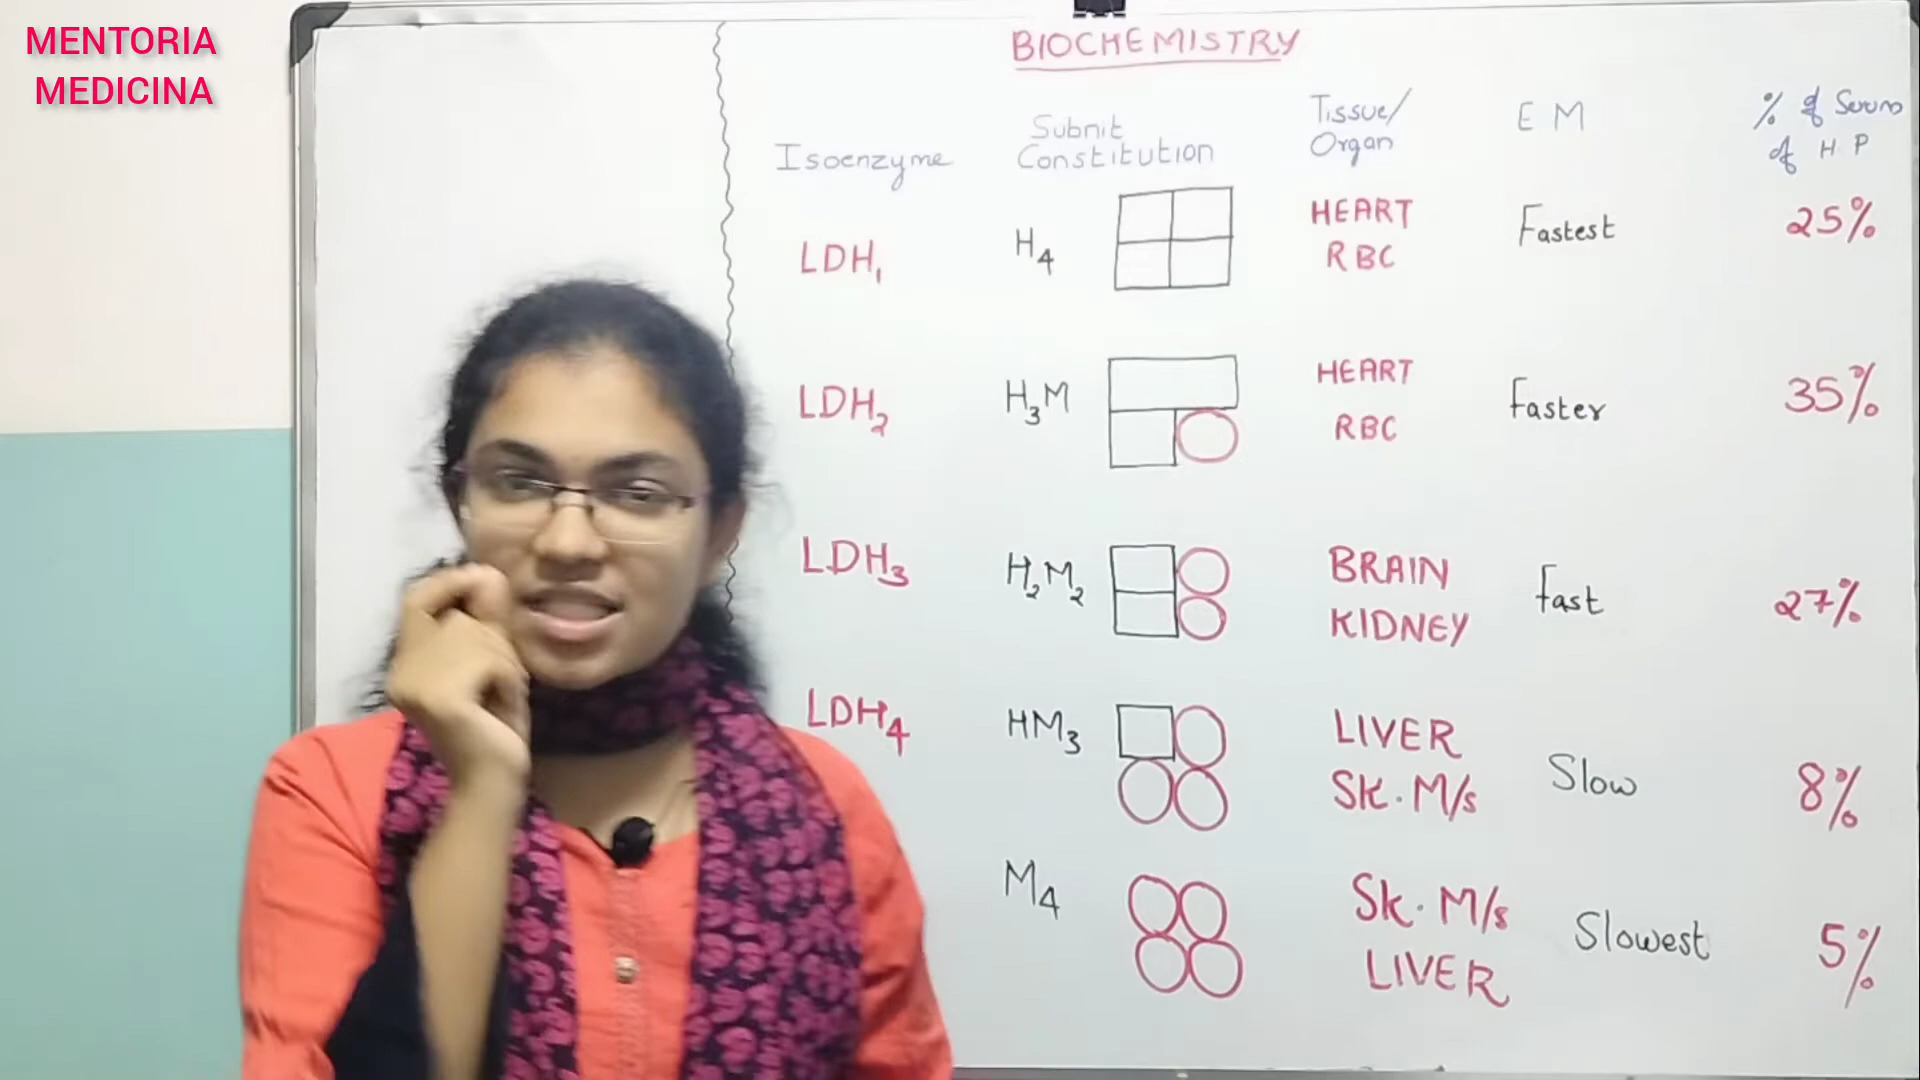 MENTORIA
MEDICINA
BIOCHEMISTRY
Isoenzyme
Subnit
Constitution
Tissue/
Organ
E M
% of Serum
of H P
LDH1
H4
HEART
RBC
Fastest
25%
LDH2
H3M
HEART
RBC
Faster
35%
LDH3
H2M2
BRAIN
KIDNEY
fast
27%
LDH4
HM3
LIVER
Sk. M/s
Slow
8%
M4
Sk. M/s
LIVER
Slowest
5%